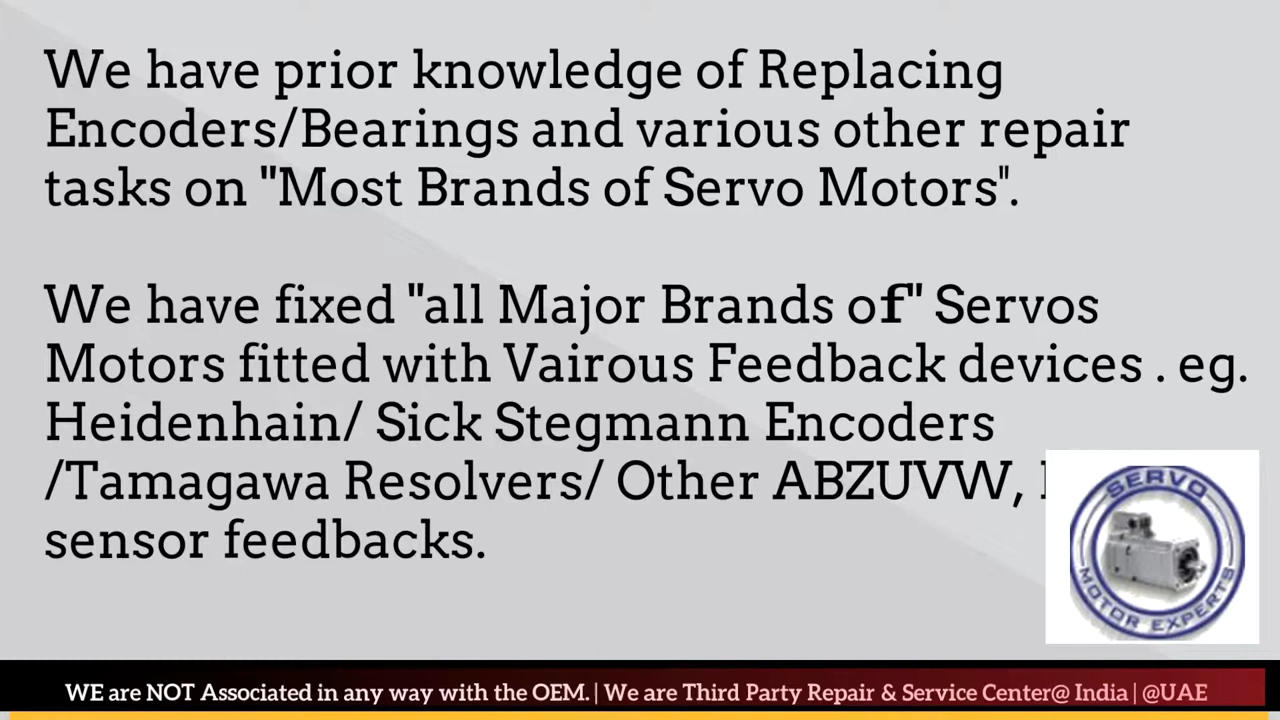 We have prior knowledge of Replacing
Encoders/Bearings and various other repair
tasks on "Most Brands of Servo Motors".
We have fixed "all Major Brands of" Servos
Motors fitted with Vairous Feedback devices . eg.
Heidenhain/ Sick Stegmann Encoders
/Tamagawa Resolvers/ Other ABZUVW,
sensor feedbacks.
SERVO
MOTOR EXPERTS
WE are NOT Associated in any way with the OEM. | We are Third Party Repair & Service Center@ India | @UAE